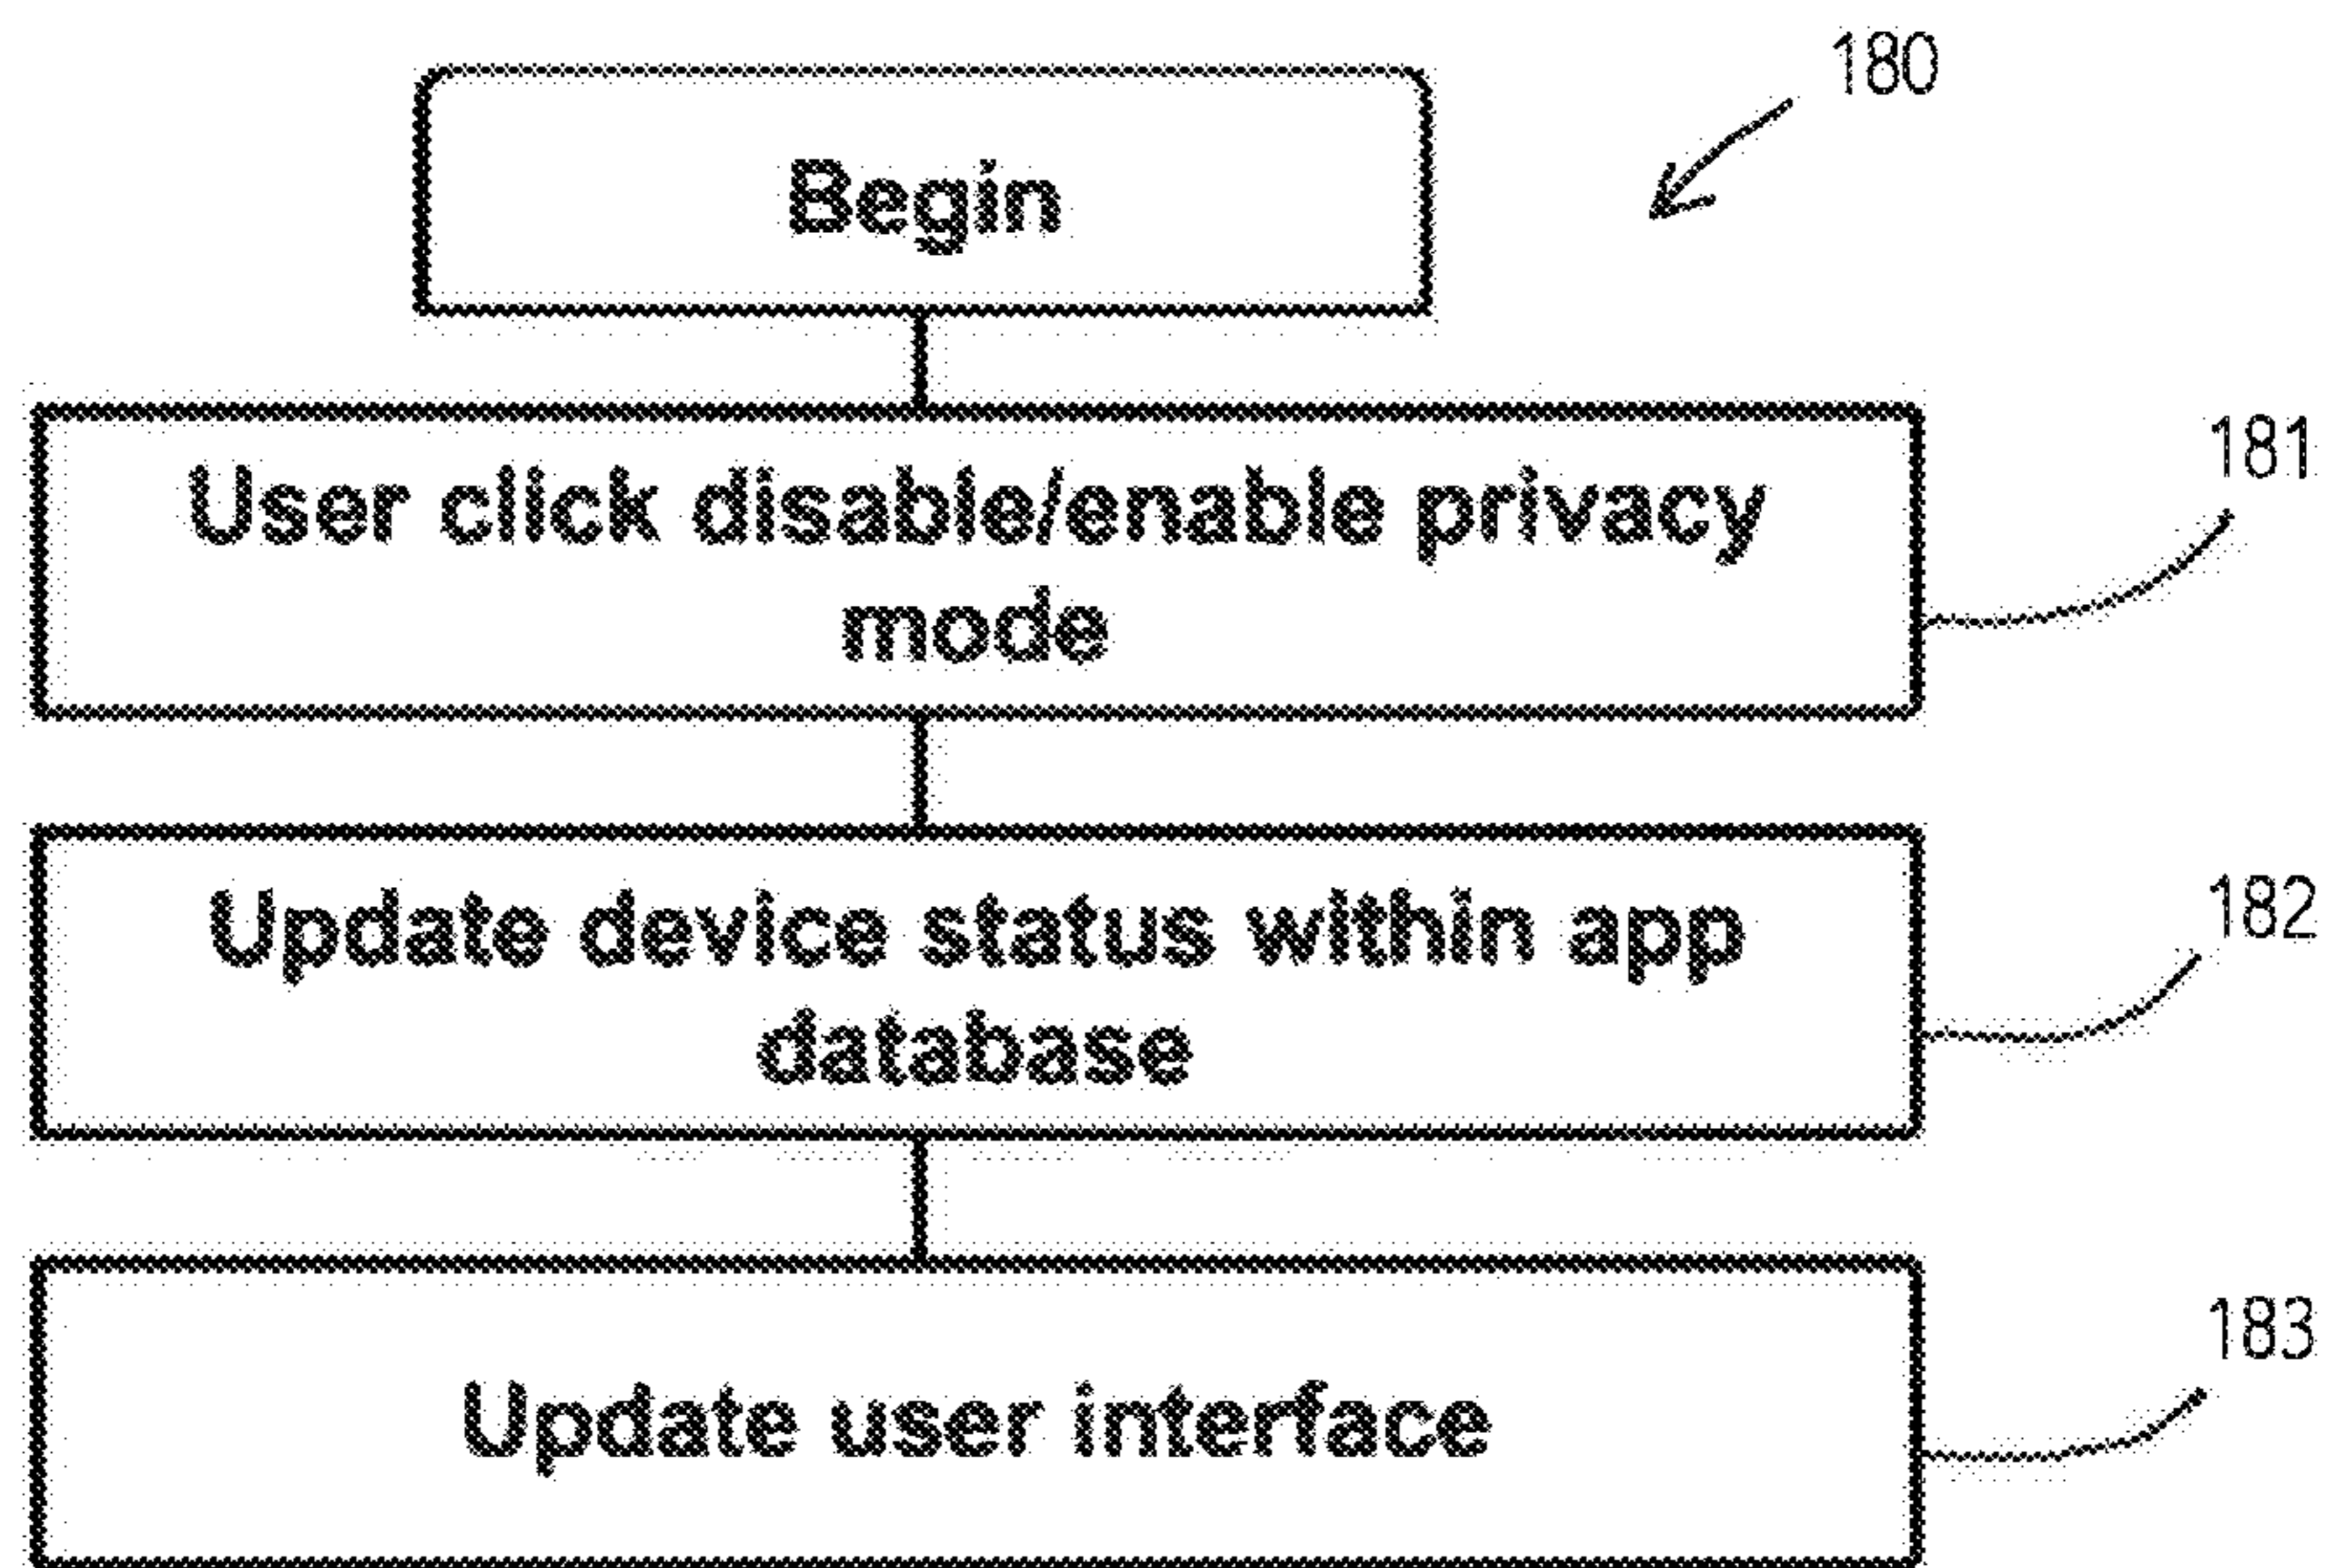 180
Begin
181
User click disable/enable privacy
mode
182
Update device status within app
database
183
Update user interface